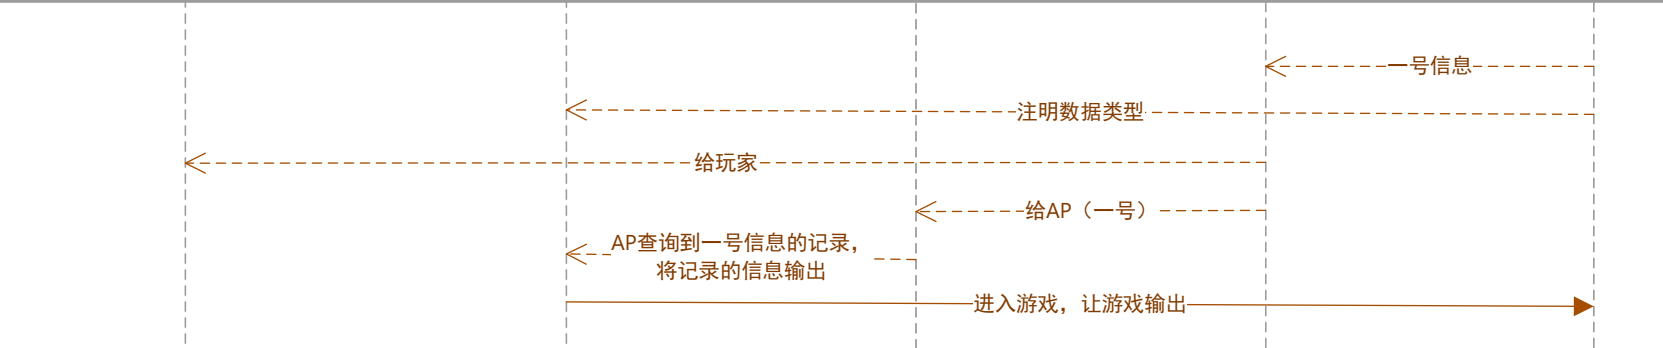 一号信息
注明数据类型
给玩家
给AP（一号）
AP查询到一号信息的记录，
将记录的信息输出
进入游戏，让游戏输出